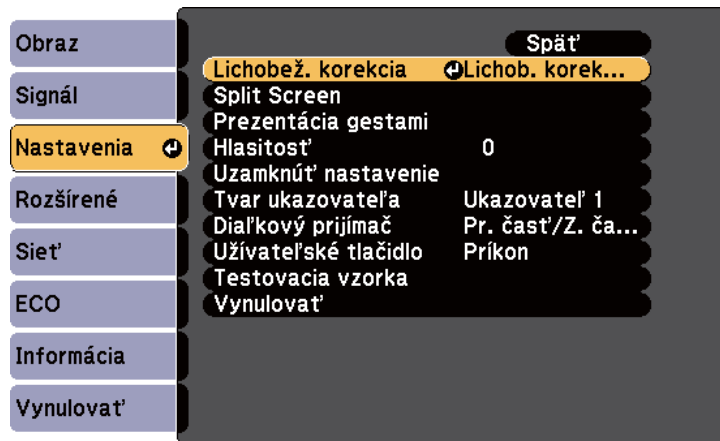 Obraz
Signál
Nastavenia
Rozšírené
Sieť
ECO
Informácia
Vynulovať
Späť
Lichobež. korekcia Lichob. korek...
Split Screen
Prezentácia gestami
Hlasitosť 0
Uzamknúť nastavenie
Tvar ukazovateľa Ukazovateľ 1
Diaľkový prijímač Pr. časť/Z. ča...
Užívateľské tlačidlo Príkon
Testovacia vzorka
Vynulovať